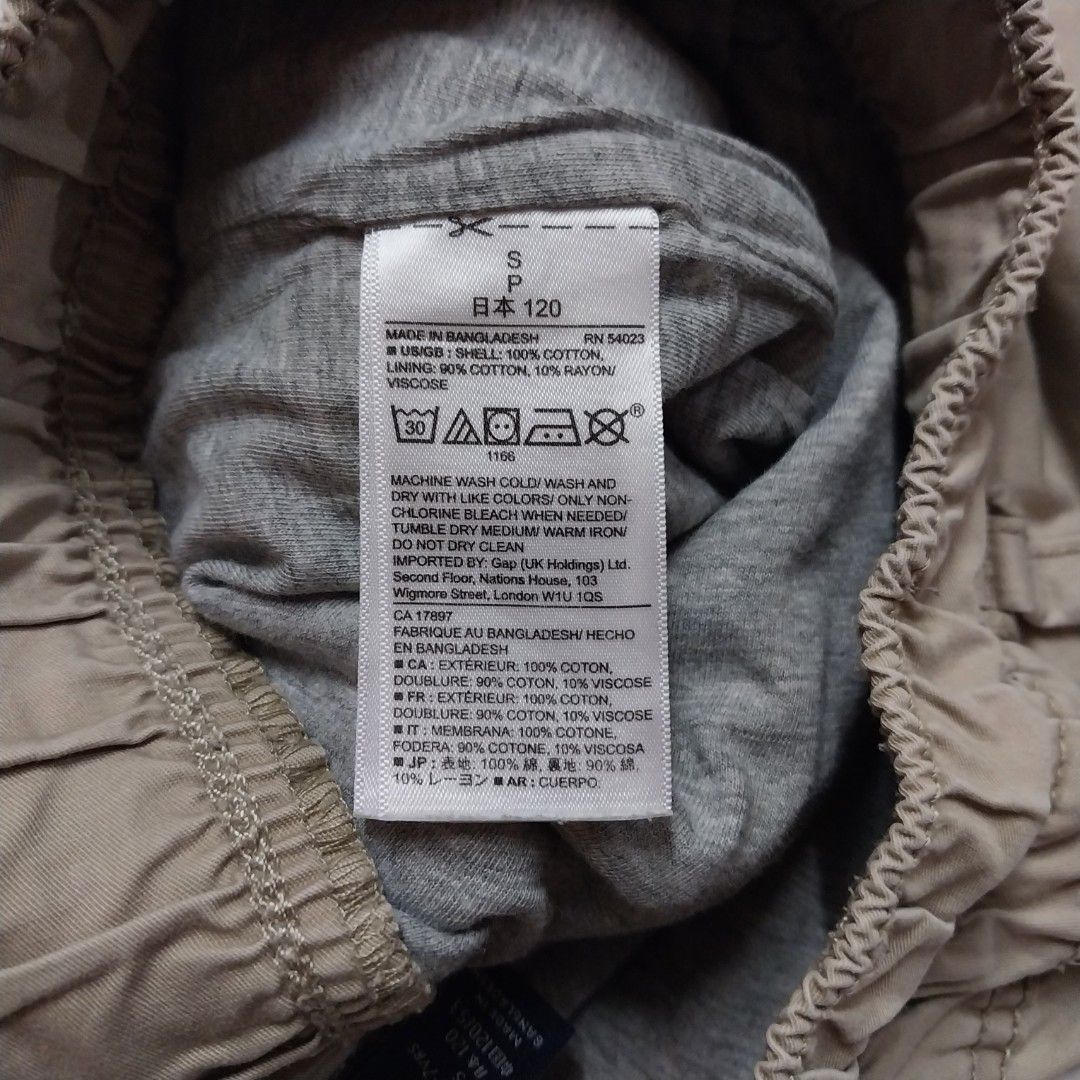 S
P
日本 120
MADE IN BANGLADESH RN 54023
■ US/GB : SHELL: 100% COTTON,
LINING: 90% COTTON, 10% RAYON/
VISCOSE
30
®
1166
MACHINE WASH COLD/ WASH AND
DRY WITH LIKE COLORS/ ONLY NON-
CHLORINE BLEACH WHEN NEEDED/
TUMBLE DRY MEDIUM/ WARM IRON/
DO NOT DRY CLEAN
IMPORTED BY: Gap (UK Holdings) Ltd.
Second Floor, Nations House, 103
Wigmore Street, London W1U 1QS
CA 17897
FABRIQUE AU BANGLADESH/ HECHO
EN BANGLADESH
■ CA : EXTÉRIEUR: 100% COTON,
DOUBLURE: 90% COTON, 10% VISCOSE
■ FR : EXTÉRIEUR: 100% COTON,
DOUBLURE: 90% COTON, 10% VISCOSE
■ IT : MEMBRANA: 100% COTONE,
FODERA: 90% COTONE, 10% VISCOSA
■ JP : 表地: 100% 綿, 裏地: 90% 綿,
10% レーヨン ■ AR : CUERPO: